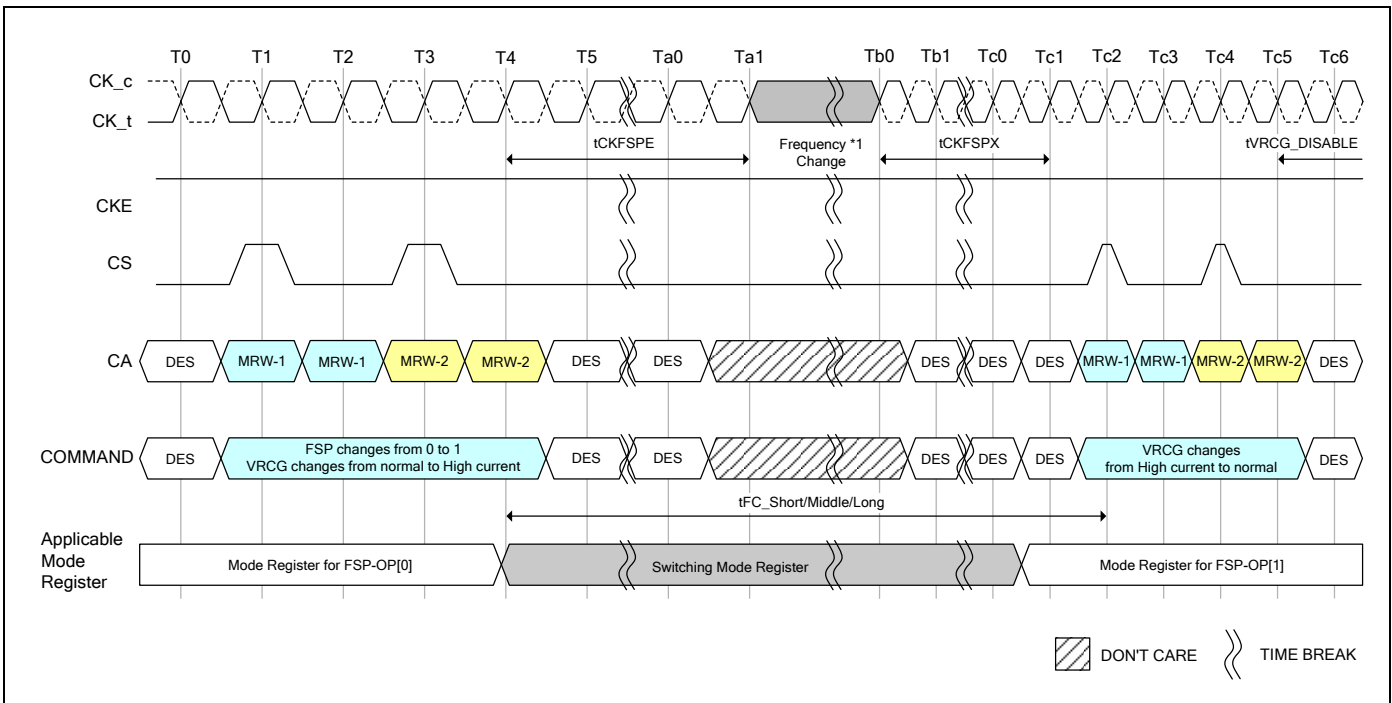 T0 T1 T2 T3 T4 T5 Ta0 Ta1 Tb0 Tb1 Tc0 Tc1 Tc2 Tc3 Tc4 Tc5 Tc6
CK_c
CK_t
tCKFSPE
Frequency *1
Change
tCKFSPX
tVRCG_DISABLE
CKE
CS
CA
DES MRW-1 MRW-1 MRW-2 MRW-2 DES DES DES DES DES MRW-1 MRW-1 MRW-2 MRW-2 DES
COMMAND
DES
FSP changes from 0 to 1
VRCG changes from normal to High current
DES DES DES DES DES
VRCG changes
from High current to normal
DES
tFC_Short/Middle/Long
Applicable
Mode
Register
Mode Register for FSP-OP[0]
Switching Mode Register
Mode Register for FSP-OP[1]
DON'T CARE
TIME BREAK